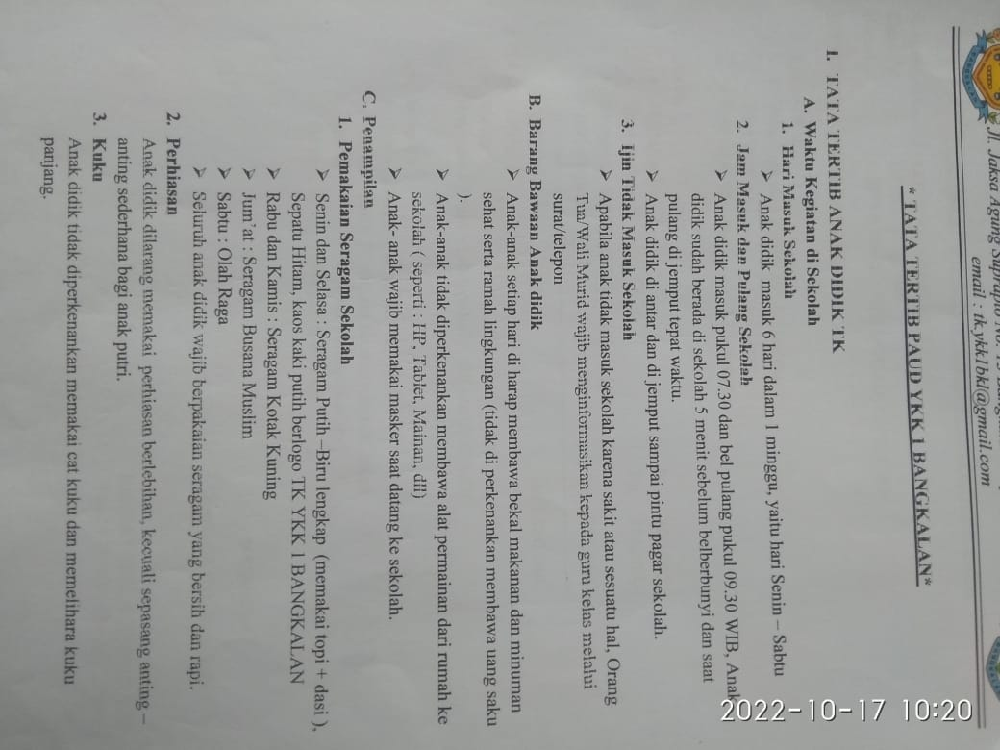 Jl. Jaksa Agung Suprapto No.
email : tk.ykk1bkl@gmail.com
*TATA TERTIB PAUD YKK 1 BANGKALAN*
1. TATA TERTIB ANAK DIDIK TK
A. Waktu Kegiatan di Sekolah
1. Hari Masuk Sekolah
➢ Anak didik masuk 6 hari dalam 1 minggu, yaitu hari Senin – Sabtu
2. Jam Masuk dan Pulang Sekolah
➢ Anak didik masuk pukul 07.30 dan bel pulang pukul 09.30 WIB, Anak
didik sudah berada di sekolah 5 menit sebelum belberbunyi dan saat
pulang di jemput tepat waktu.
➢ Anak didik di antar dan di jemput sampai pintu pagar sekolah.
3. Ijin Tidak Masuk Sekolah
➢ Apabila anak tidak masuk sekolah karena sakit atau sesuatu hal, Orang
Tua/Wali Murid wajib menginformasikan kepada guru kelas melalui
surat/telepon
B. Barang Bawaan Anak didik
➢ Anak-anak setiap hari di harap membawa bekal makanan dan minuman
sehat serta ramah lingkungan (tidak di perkenankan membawa uang saku
).
➢ Anak-anak tidak diperkenankan membawa alat permainan dari rumah ke
sekolah ( seperti : HP, Tablet, Mainan, dll)
➢ Anak- anak wajib memakai masker saat datang ke sekolah.
C. Penampilan
1. Pemakaian Seragam Sekolah
➢ Senin dan Selasa : Seragam Putih –Biru lengkap (memakai topi + dasi ),
Sepatu Hitam, kaos kaki putih berlogo TK YKK 1 BANGKALAN
➢ Rabu dan Kamis : Seragam Kotak Kuning
➢ Jum'at : Seragam Busana Muslim
➢ Sabtu : Olah Raga
➢ Seluruh anak didik wajib berpakaian seragam yang bersih dan rapi.
2. Perhiasan
Anak didik dilarang memakai perhiasan berlebihan, kecuali sepasang anting –
anting sederhana bagi anak putri.
3. Kuku
Anak didik tidak diperkenankan memakai cat kuku dan memelihara kuku
panjang.
2022-10-17 10:20